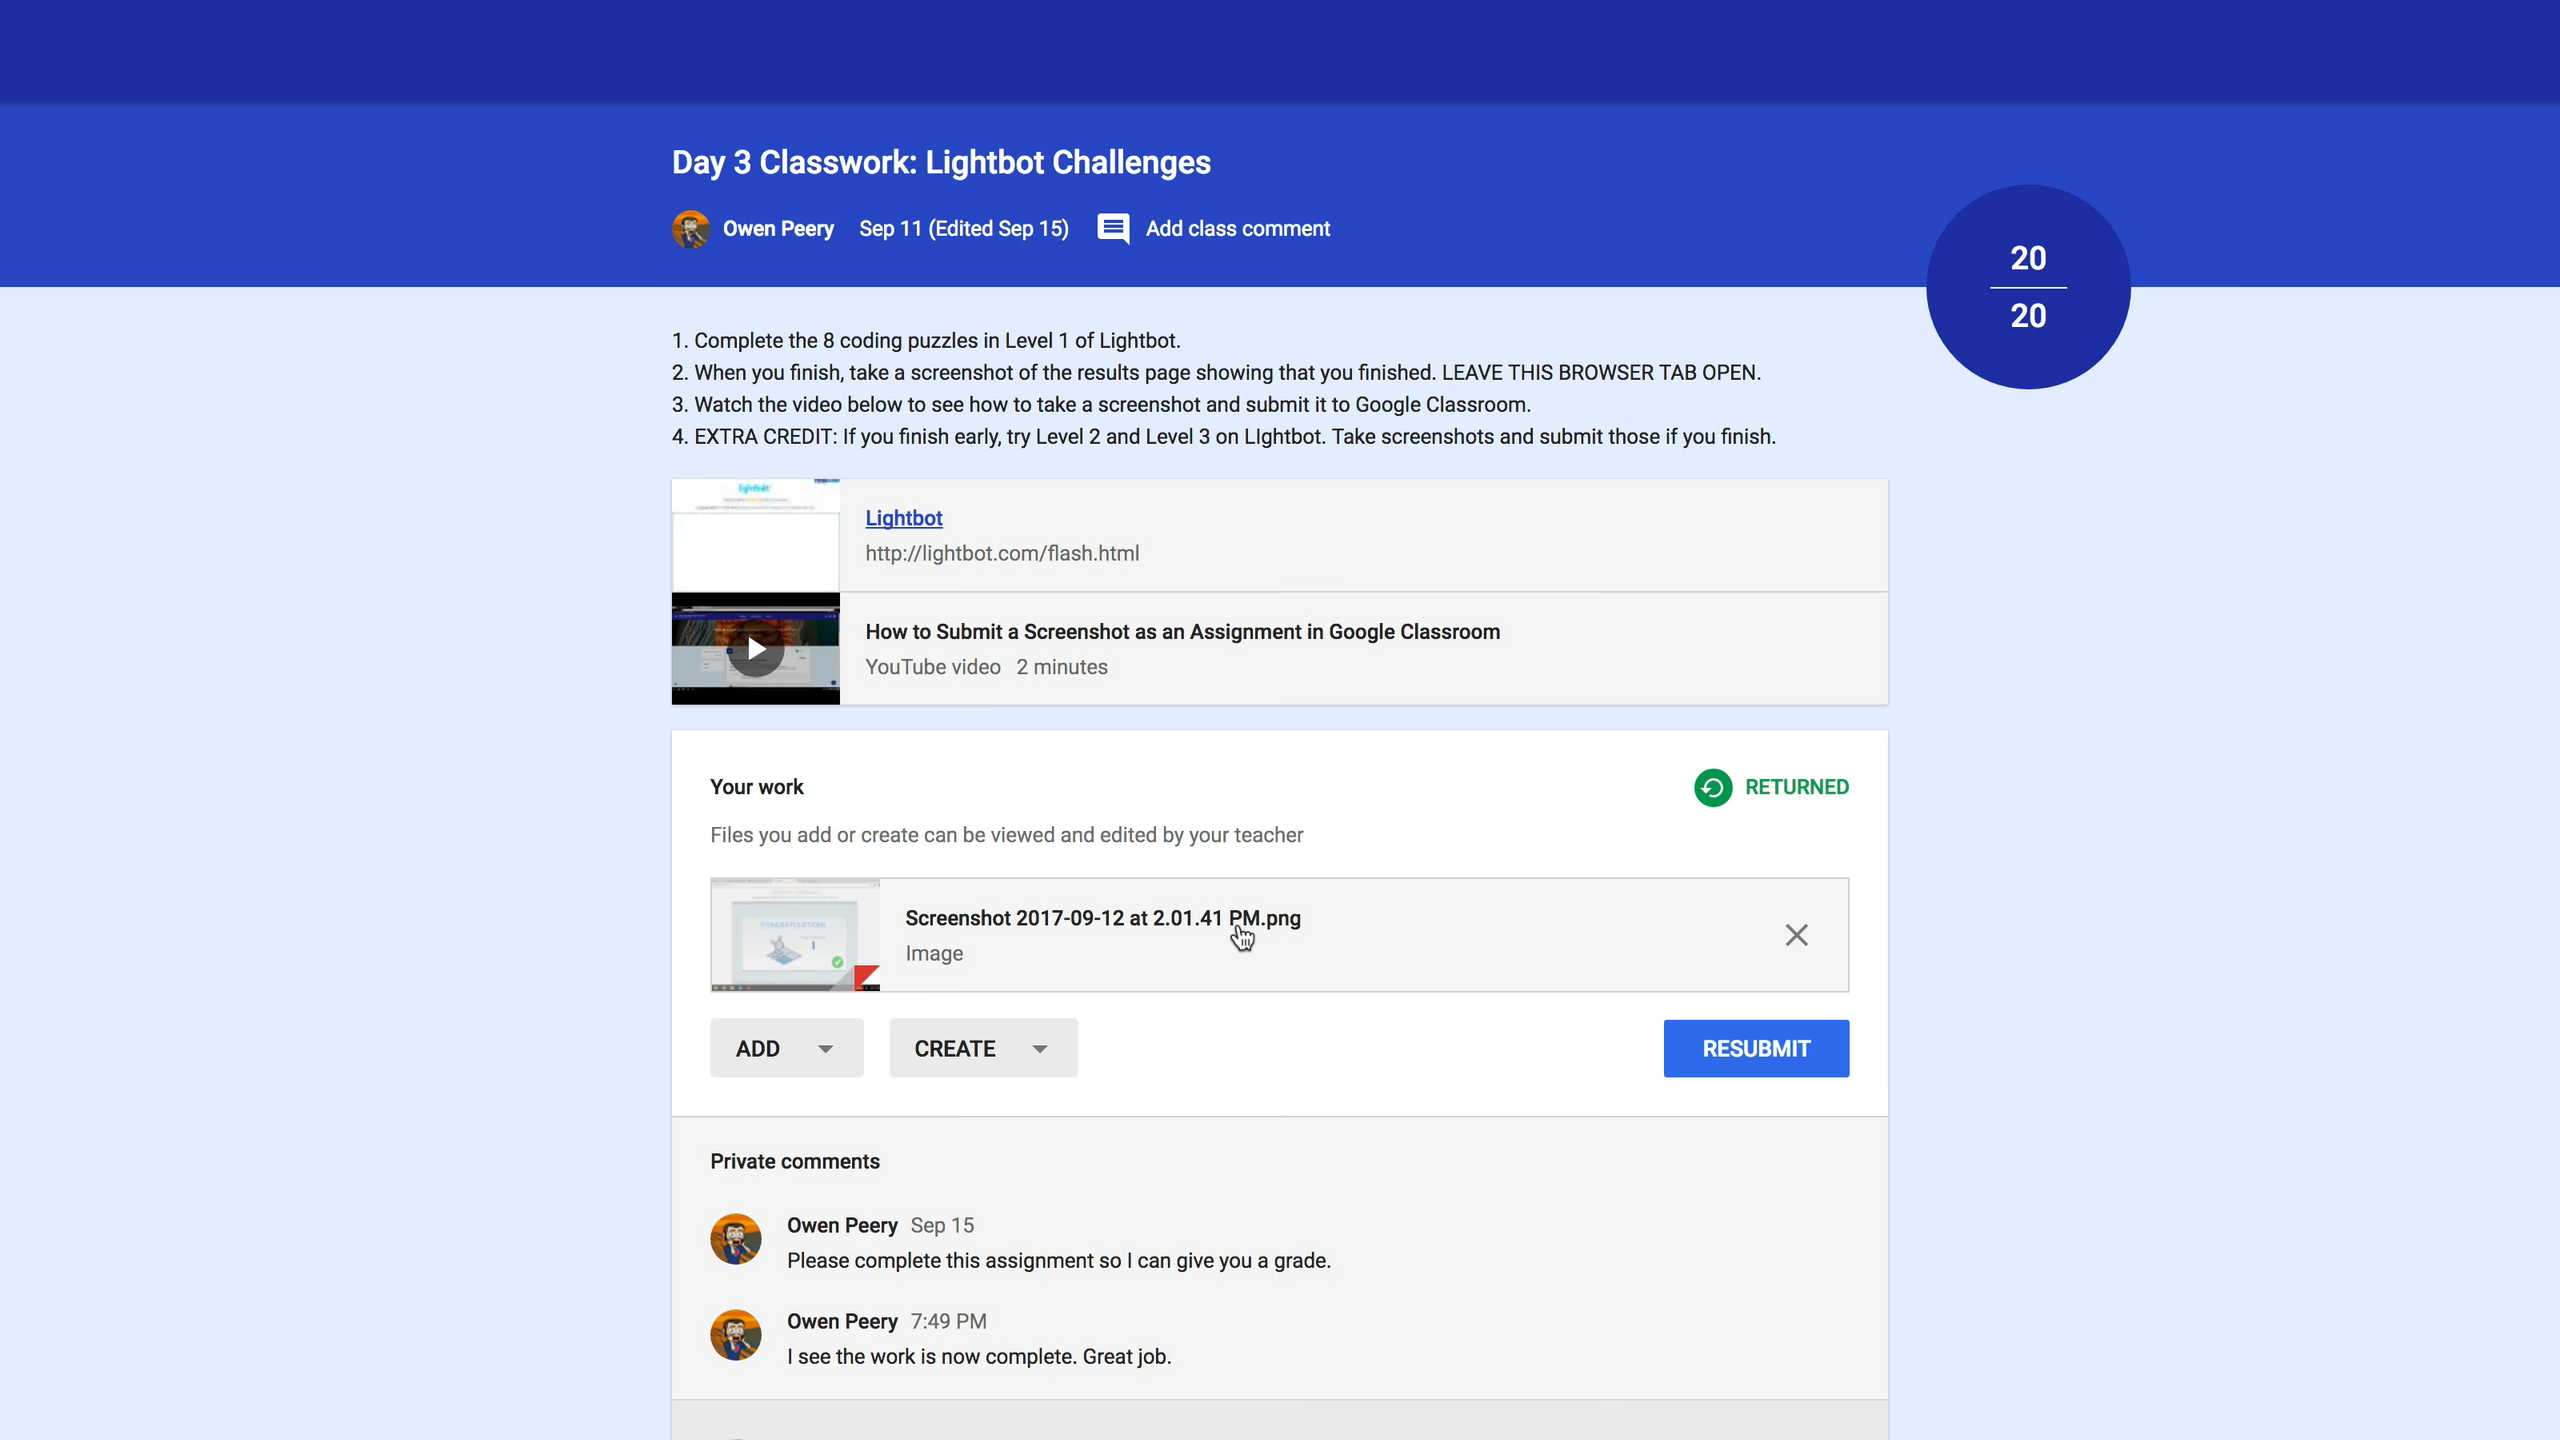 Day 3 Classwork: Lightbot Challenges
Owen Peery Sep 11 (Edited Sep 15) Add class comment
20
20
1. Complete the 8 coding puzzles in Level 1 of Lightbot.
2. When you finish, take a screenshot of the results page showing that you finished. LEAVE THIS BROWSER TAB OPEN.
3. Watch the video below to see how to take a screenshot and submit it to Google Classroom.
4. EXTRA CREDIT: If you finish early, try Level 2 and Level 3 on LIghtbot. Take screenshots and submit those if you finish.
lightbot
Lightbot
http://lightbot.com/flash.html
How to Submit a Screenshot as an Assignment in Google Classroom
YouTube video 2 minutes
Your work
RETURNED
Files you add or create can be viewed and edited by your teacher
CONGRATULATIONS
Screenshot 2017-09-12 at 2.01.41 PM.png
Image
ADD
CREATE
RESUBMIT
Private comments
Owen Peery Sep 15
Please complete this assignment so I can give you a grade.
Owen Peery 7:49 PM
I see the work is now complete. Great job.